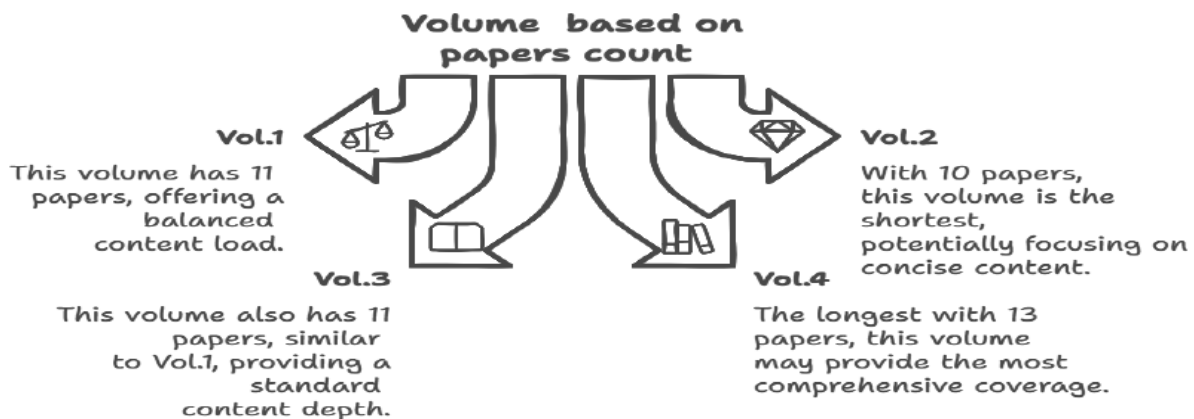 Volume based on
papers count
Vol.1
This volume has 11
papers, offering a
balanced
content load.
Vol.2
With 10 papers,
this volume is the
shortest,
potentially focusing on
concise content.
Vol.3
This volume also has 11
papers, similar
to Vol.1, providing a
standard
content depth.
Vol.4
The longest with 13
papers, this volume
may provide the most
comprehensive coverage.